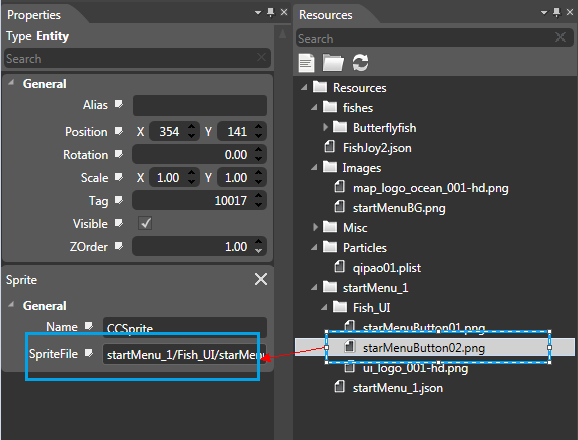 Properties
Type Entity
Search
General
Alias
Position X 354 Y 141
Rotation 0.00
Scale X 1.00 Y 1.00
Tag 10017
Visible
ZOrder 1.00
Sprite
General
Name CCSprite
SpriteFile startMenu_1/Fish_UI/starMenu
Resources
Search
Resources
fishes
Butterflyfish
FishJoy2.json
Images
map_logo_ocean_001-hd.png
startMenuBG.png
Misc
Particles
qipao01.plist
startMenu_1
Fish_UI
starMenuButton01.png
starMenuButton02.png
ui_logo_001-hd.png
startMenu_1.json